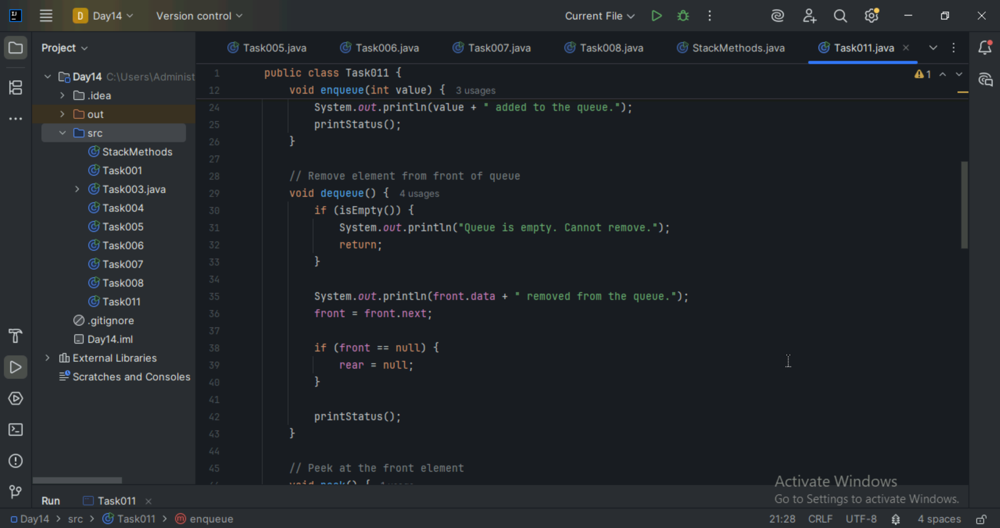 Day14
Version control
Current File
Project
Task005.java
Task006.java
Task007.java
Task008.java
StackMethods.java
Task011.java
Day14 C:\Users\Administ
.idea
out
src
StackMethods
Task001
Task003.java
Task004
Task005
Task006
Task007
Task008
Task011
.gitignore
Day14.iml
External Libraries
Scratches and Consoles
1 public class Task011 {
1
12 void enqueue(int value) { 3 usages
24 System.out.println(value + " added to the queue.");
25 printStatus();
26 }
27
28 // Remove element from front of queue
29 void dequeue() { 4 usages
30 if (isEmpty()) {
31 System.out.println("Queue is empty. Cannot remove.");
32 return;
33 }
34
35 System.out.println(front.data + " removed from the queue.");
36 front = front.next;
37
38 if (front == null) {
39 rear = null;
40 }
41
42 printStatus();
43 }
44
45 // Peek at the front element
Activate Windows
Go to Settings to activate Windows.
Run
Task011
Day14 > src > Task011 > enqueue
21:28
CRLF
UTF-8
4 spaces